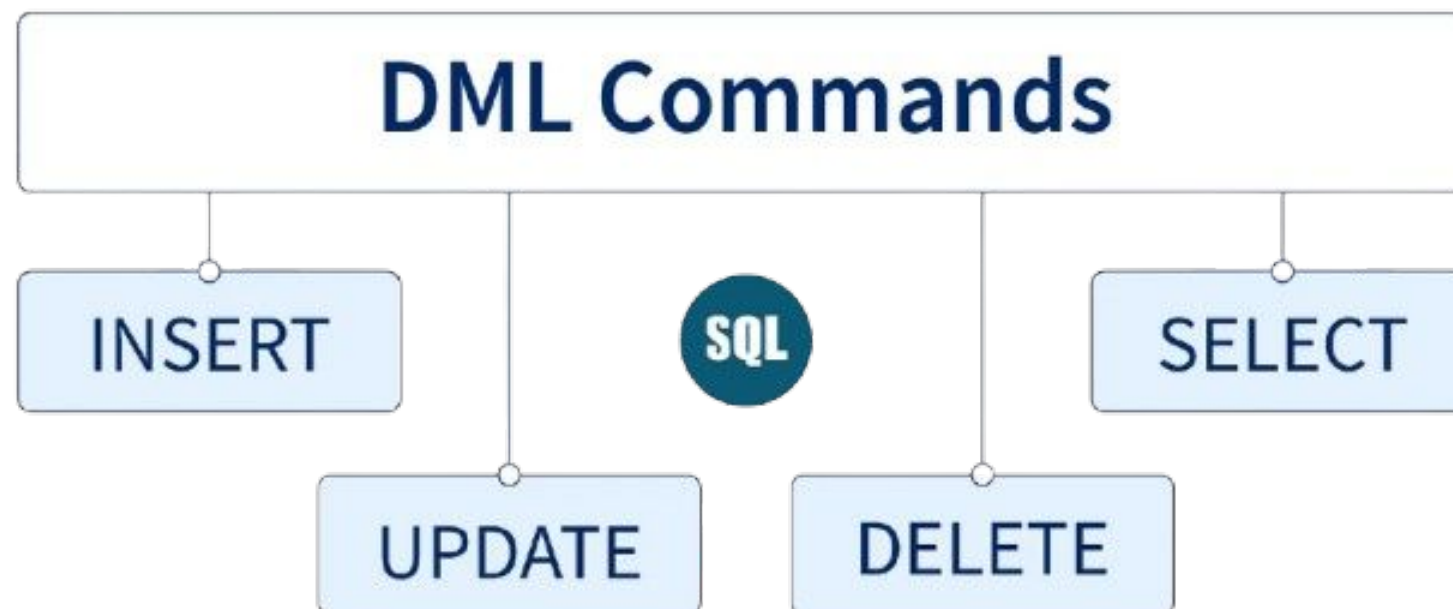 DML Commands
INSERT
SQL
SELECT
UPDATE
DELETE